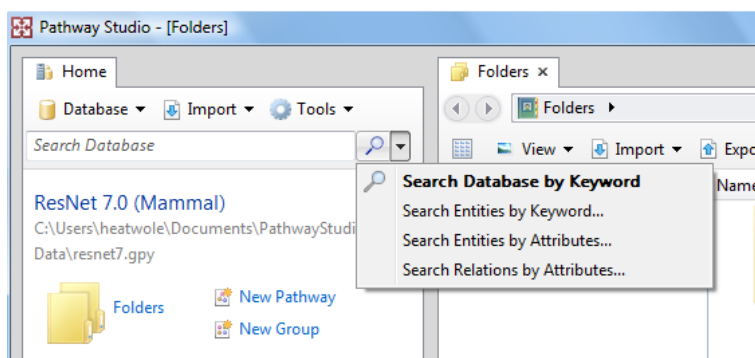 Pathway Studio - [Folders]
Home
Folders ×
Database Import Tools
Folders
Search Database
View Import
Search Database by Keyword
Search Entities by Keyword...
Search Entities by Attributes...
Search Relations by Attributes...
ResNet 7.0 (Mammal)
C:\Users\heatwole\Documents\PathwayStudi
Data\resnet7.gpy
Folders
New Pathway
New Group